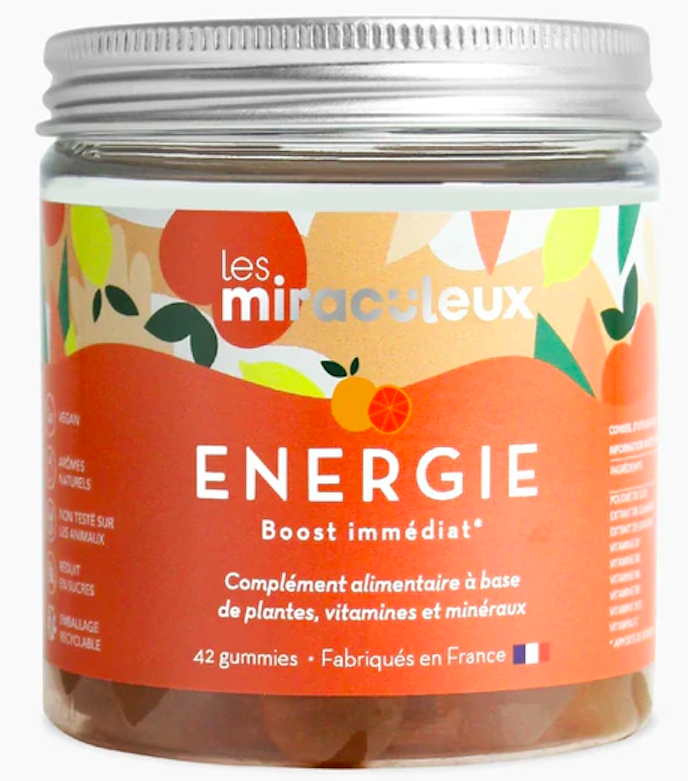 les
miraculeux
ENERGIE
Boost immédiat*
Complément alimentaire à base
de plantes, vitamines et minéraux
42 gummies • Fabriqués en France
VEGAN
ARÔMES
NATURELS
NON TESTÉ SUR
LES ANIMAUX
RÉDUIT
EN SUCRES
EMBALLAGE
RECYCLABLE